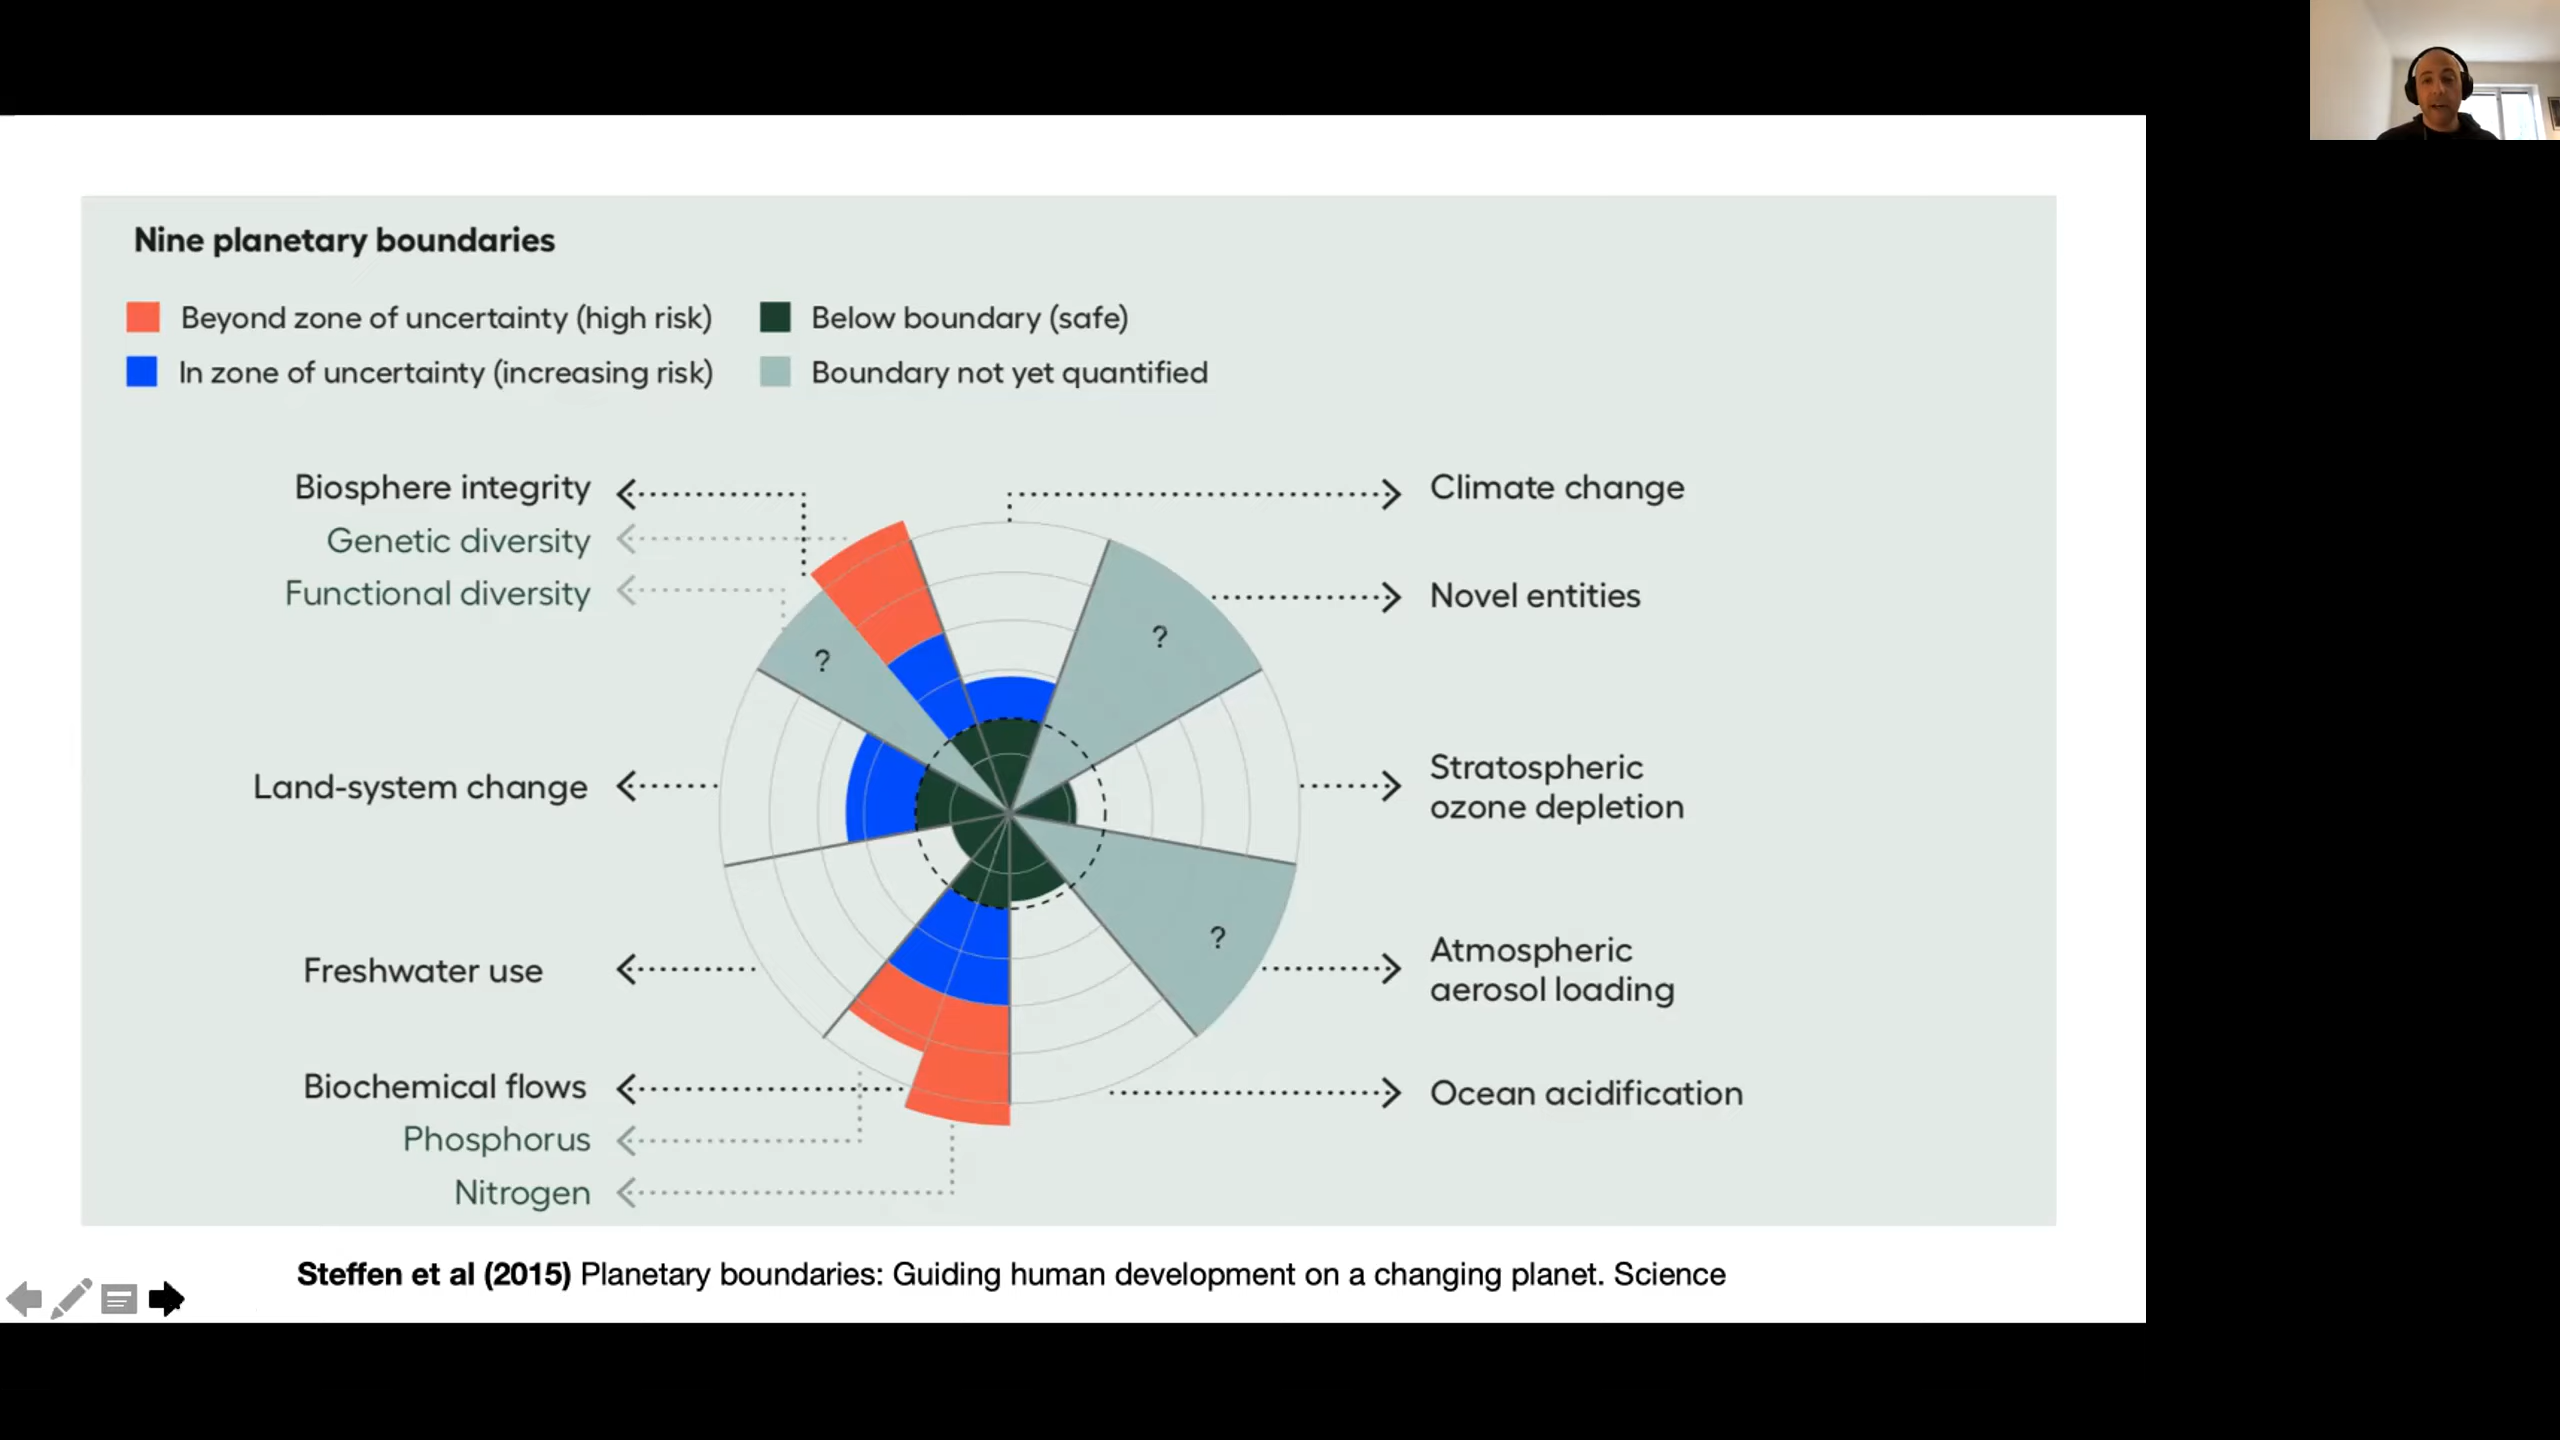 Nine planetary boundaries
Beyond zone of uncertainty (high risk)
Below boundary (safe)
In zone of uncertainty (increasing risk)
Boundary not yet quantified
Biosphere integrity
Genetic diversity
Functional diversity
Land-system change
Freshwater use
Biochemical flows
Phosphorus
Nitrogen
Climate change
Novel entities
Stratospheric
ozone depletion
Atmospheric
aerosol loading
Ocean acidification
?
?
?
Steffen et al (2015) Planetary boundaries: Guiding human development on a changing planet. Science